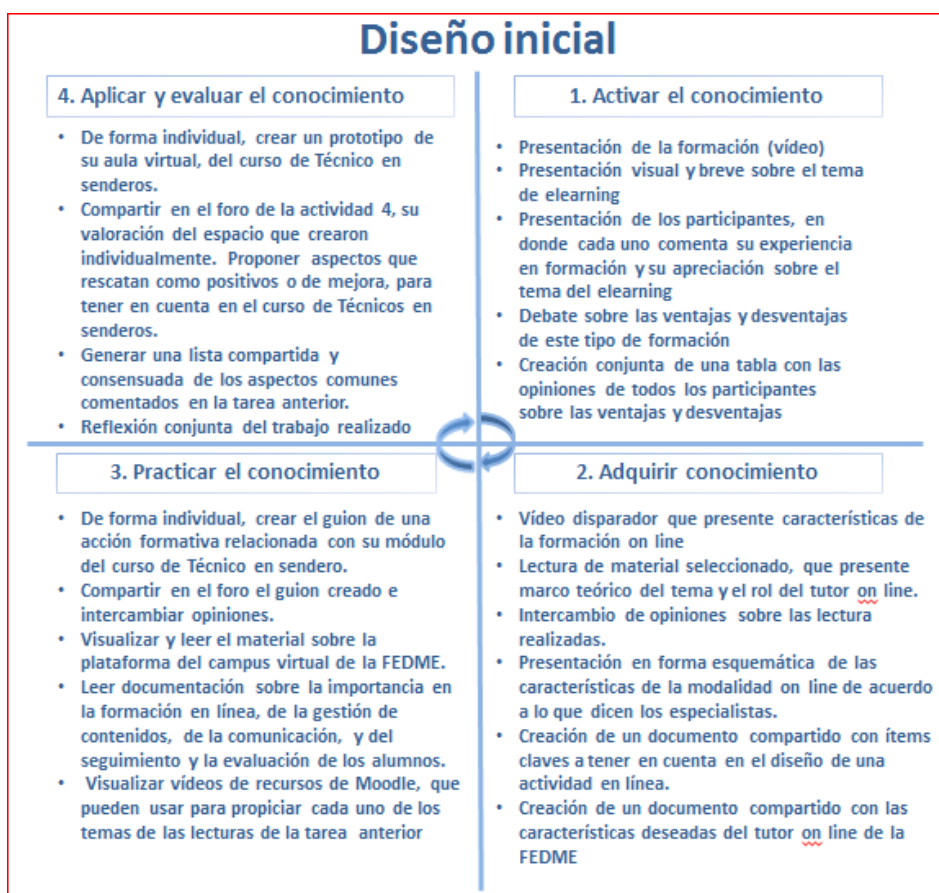 Diseño inicial
4. Aplicar y evaluar el conocimiento
• De forma individual, crear un prototipo de
su aula virtual, del curso de Técnico en
senderos.
• Compartir en el foro de la actividad 4, su
valoración del espacio que crearon
individualmente. Proponer aspectos que
rescatan como positivos o de mejora, para
tener en cuenta en el curso de Técnicos en
senderos.
• Generar una lista compartida y
consensuada de los aspectos comunes
comentados en la tarea anterior.
• Reflexión conjunta del trabajo realizado
1. Activar el conocimiento
• Presentación de la formación (vídeo)
• Presentación visual y breve sobre el tema
de elearning
• Presentación de los participantes, en
donde cada uno comenta su experiencia
en formación y su apreciación sobre el
tema del elearning
• Debate sobre las ventajas y desventajas
de este tipo de formación
• Creación conjunta de una tabla con las
opiniones de todos los participantes
sobre las ventajas y desventajas
3. Practicar el conocimiento
• De forma individual, crear el guion de una
acción formativa relacionada con su módulo
del curso de Técnico en sendero.
• Compartir en el foro el guion creado e
intercambiar opiniones.
• Visualizar y leer el material sobre la
plataforma del campus virtual de la FEDME.
• Leer documentación sobre la importancia en
la formación en línea, de la gestión de
contenidos, de la comunicación, y del
seguimiento y la evaluación de los alumnos.
• Visualizar vídeos de recursos de Moodle, que
pueden usar para propiciar cada uno de los
temas de las lecturas de la tarea anterior
2. Adquirir conocimiento
• Vídeo disparador que presente características de
la formación on line
• Lectura de material seleccionado, que presente
marco teórico del tema y el rol del tutor on line.
• Intercambio de opiniones sobre las lectura
realizadas.
• Presentación en forma esquemática de las
características de la modalidad on line de acuerdo
a lo que dicen los especialistas.
• Creación de un documento compartido con ítems
claves a tener en cuenta en el diseño de una
actividad en línea.
• Creación de un documento compartido con las
características deseadas del tutor on line de la
FEDME